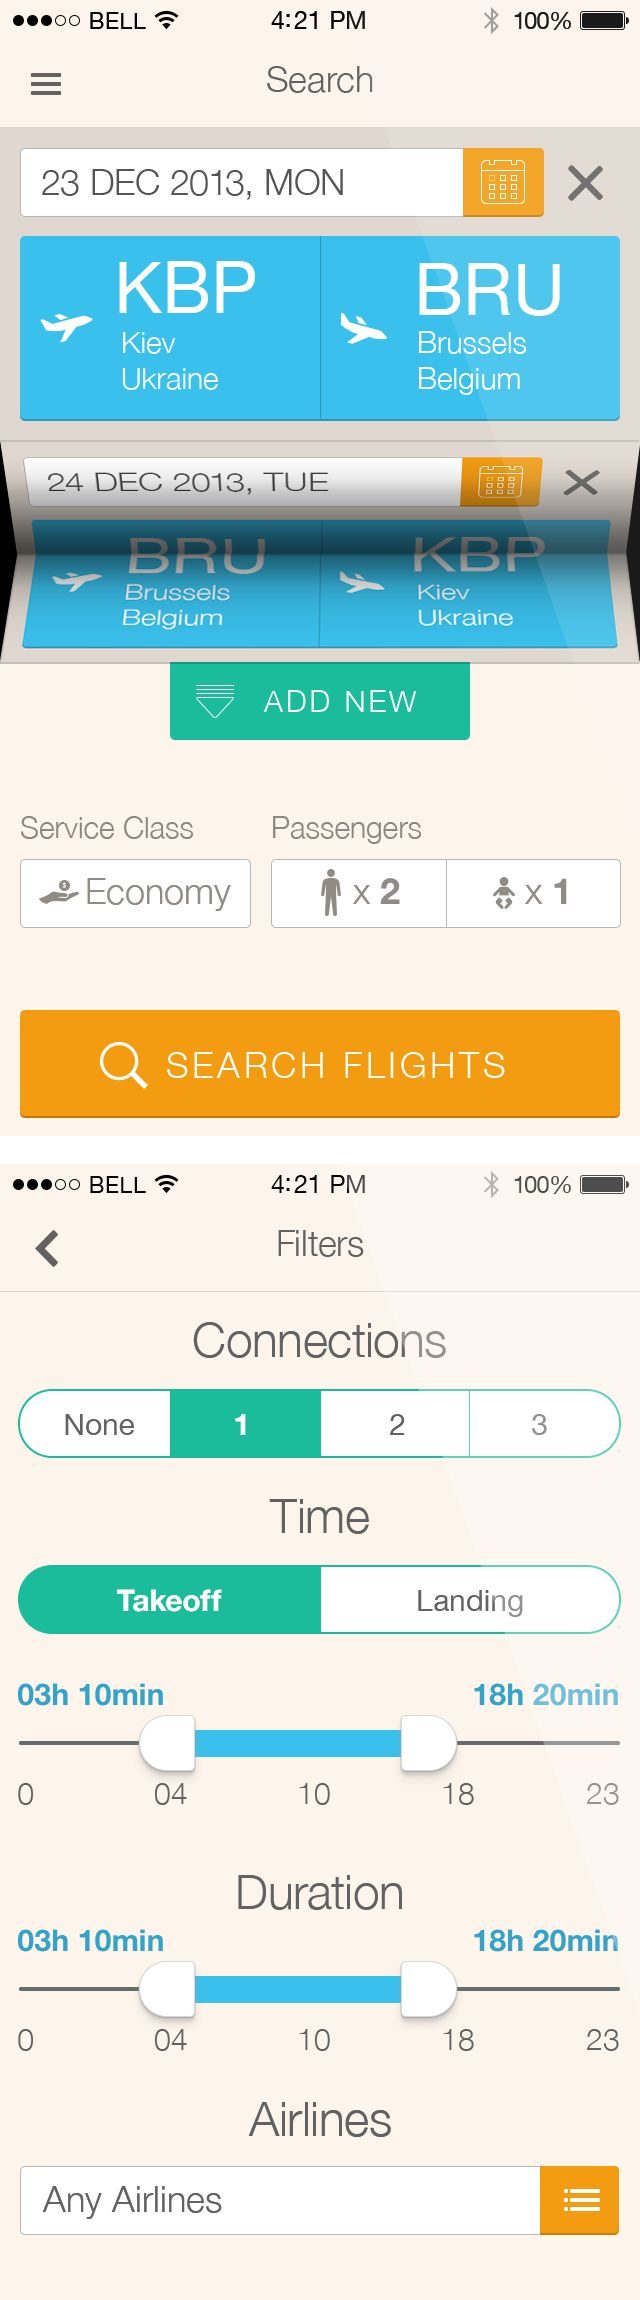 BELL 4:21 PM 100%
Search
23 DEC 2013, MON
KBP BRU
Kiev Brussels
Ukraine Belgium
24 DEC 2013, TUE
BRU KBP
Brussels Kiev
Belgium Ukraine
ADD NEW
Service Class Passengers
Economy x 2 x 1
SEARCH FLIGHTS
BELL 4:21 PM 100%
Filters
Connections
None 1 2 3
Time
Takeoff Landing
03h 10min 18h 20min
0 04 10 18 23
Duration
03h 10min 18h 20min
0 04 10 18 23
Airlines
Any Airlines